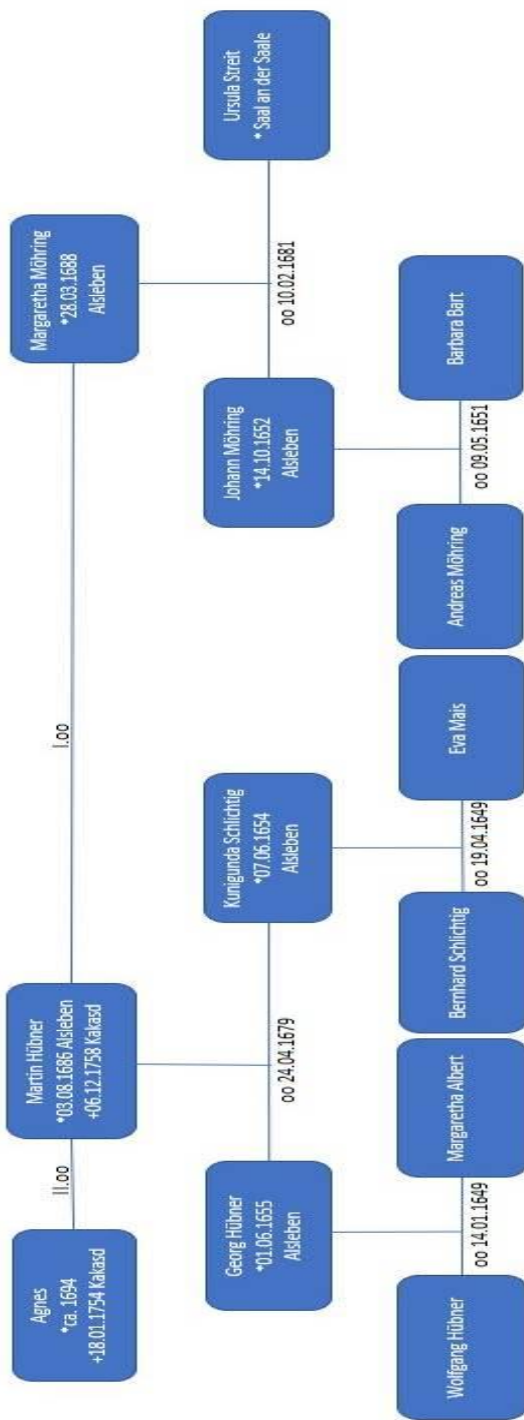 Agnes
*ca. 1694
+18.01.1754 Kakasd
II.oo
Martin Hübner
*03.08.1686 Alsleben
+06.12.1758 Kakasd
I.oo
Margaretha Möhring
*28.03.1688
Alsleben
Georg Hübner
*01.06.1655
Alsleben
oo 24.04.1679
Kunigunda Schlichtig
*07.06.1654
Alsleben
Johann Möhring
*14.10.1652
Alsleben
oo 10.02.1681
Ursula Streit
* Saal an der Saale
Wolfgang Hübner
oo 14.01.1649
Margaretha Albert
Bernhard Schlichtig
oo 19.04.1649
Eva Mais
Andreas Möhring
oo 09.05.1651
Barbara Bart